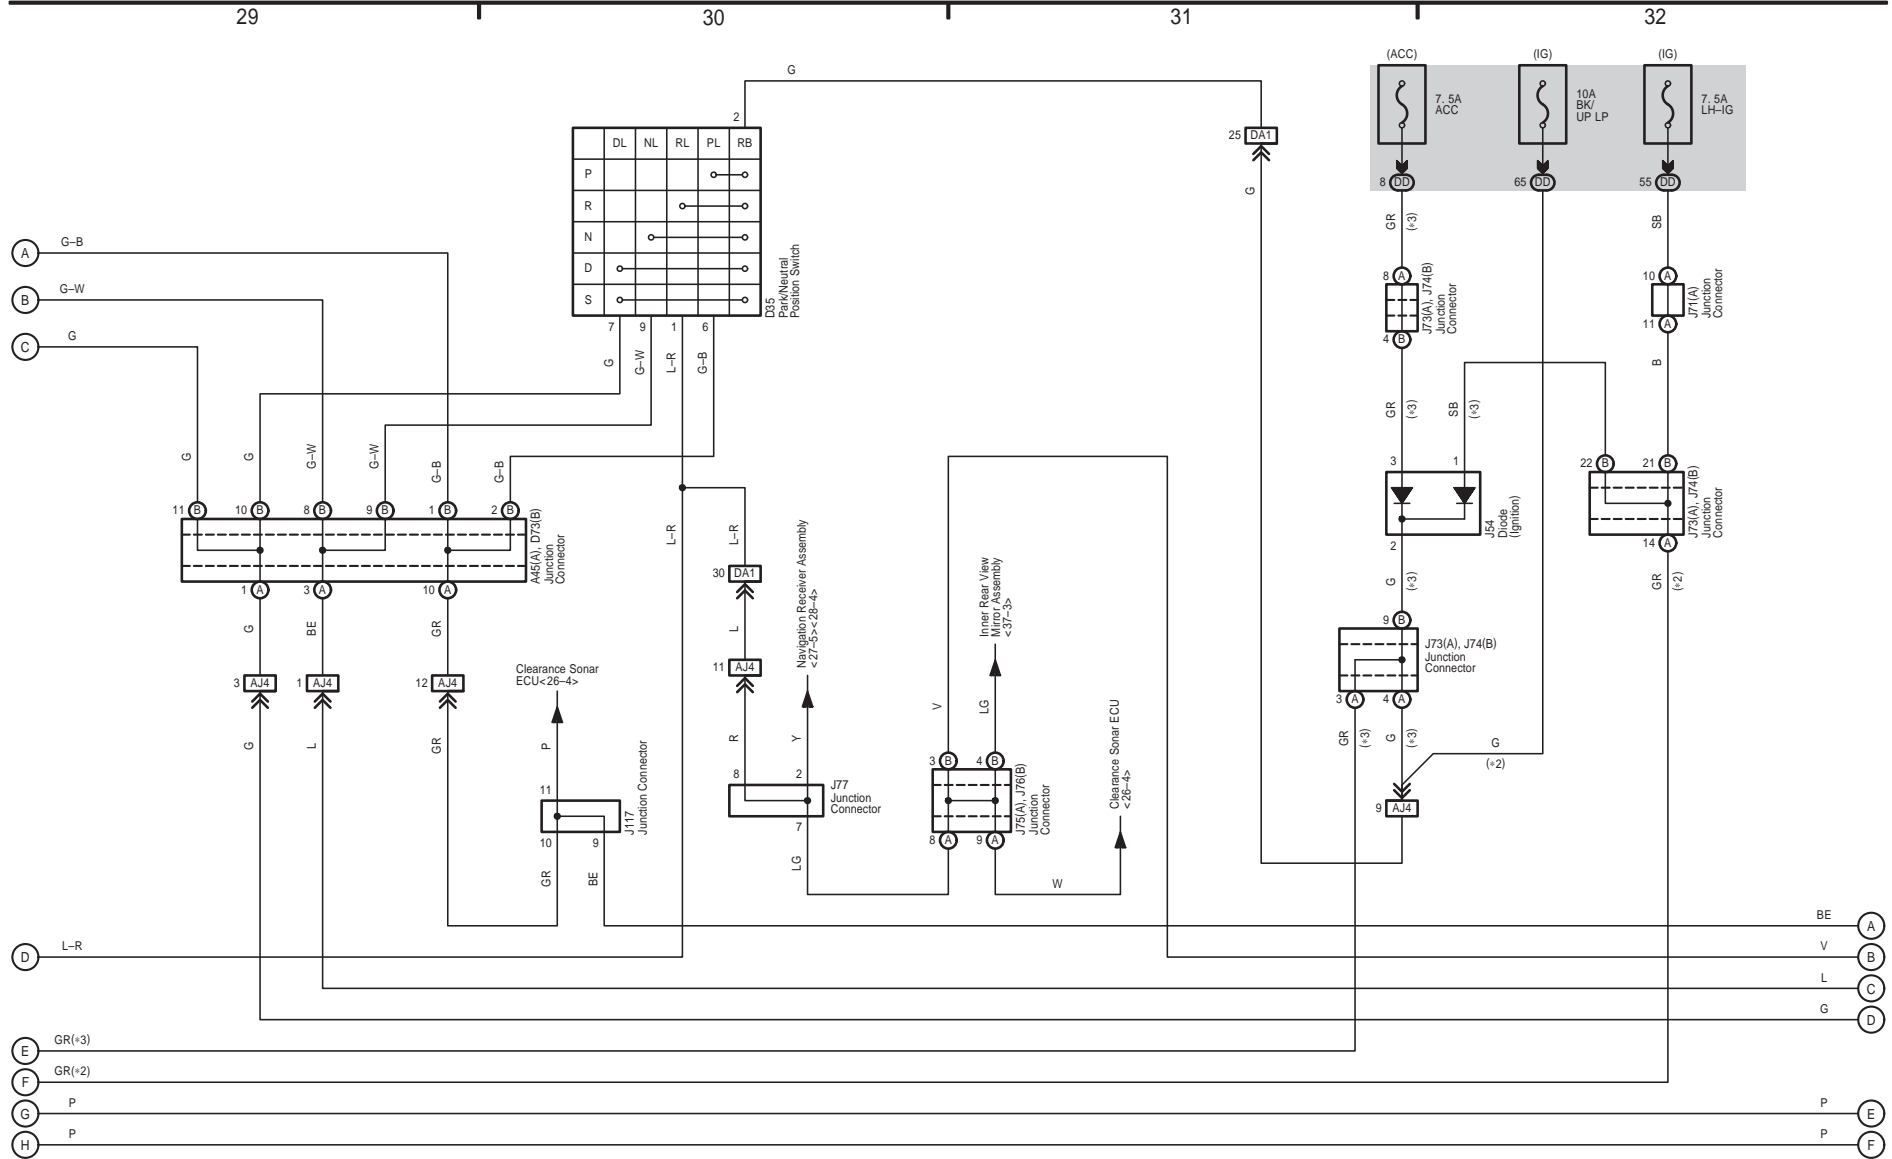 29
30
31
32
(ACC)
(IG)
(IG)
7. 5A
ACC
10A
BK/
UP LP
7. 5A
LH–IG
8 DD
65 DD
55 DD
G
2
DL NL RL PL RB
P
R
N
D
S
D35
Park/Neutral
Position Switch
7 9 1 6
G
G–W
L–R
G–B
25 DA1
G
GR
(∗3)
SB
8 A
J73(A), J74(B)
Junction
Connector
4 B
10 A
J71(A)
Junction
Connector
11 A
B
A
G–B
B
G–W
C
G
GR
(∗3)
SB
(∗3)
G
G
G–W
G–W
G–B
G–B
11 B
10 B
8 B
9 B
1 B
2 B
A45(A), D73(B)
Junction
Connector
1 A
3 A
10 A
3
1
J54
Diode
(Ignition)
2
22 B
21 B
J73(A), J74(B)
Junction
Connector
14 A
L–R
L–R
30 DA1
L
11 AJ4
R
G
BE
GR
3 AJ4
1 AJ4
12 AJ4
G
L
GR
Clearance Sonar
ECU<26–4>
P
11
J117
Junction Connector
10
9
GR
BE
Navigation Receiver Assembly
<27–5><28–4>
Y
8
2
J77
Junction
Connector
7
LG
Inner Rear View
Mirror Assembly
<37–3>
V
LG
3 B
4 B
J75(A), J76(B)
Junction
Connector
8 A
9 A
W
Clearance Sonar ECU
<26–4>
G
(∗3)
GR
(∗2)
9 B
J73(A), J74(B)
Junction
Connector
3 A
4 A
GR
(∗3)
G
(∗3)
G
(∗2)
9 AJ4
BE
A
D
L–R
V
B
L
C
G
D
E
GR(∗3)
F
GR(∗2)
G
P
P
E
H
P
P
F